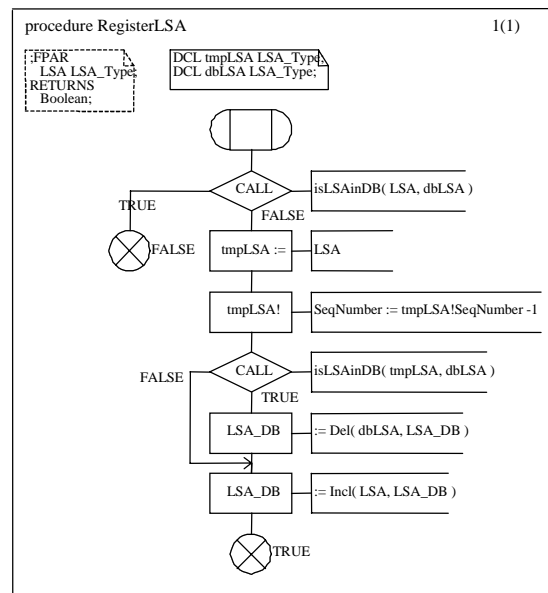 procedure RegisterLSA 1(1)
;FPAR
LSA LSA_Type
RETURNS
Boolean;
DCL tmpLSA LSA_Type,
DCL dbLSA LSA_Type;
CALL
isLSAinDB( LSA, dbLSA )
TRUE
FALSE
FALSE
tmpLSA :=
LSA
tmpLSA!
SeqNumber := tmpLSA!SeqNumber -1
CALL
isLSAinDB( tmpLSA, dbLSA )
FALSE
TRUE
LSA_DB
:= Del( dbLSA, LSA_DB )
LSA_DB
:= Incl( LSA, LSA_DB )
TRUE